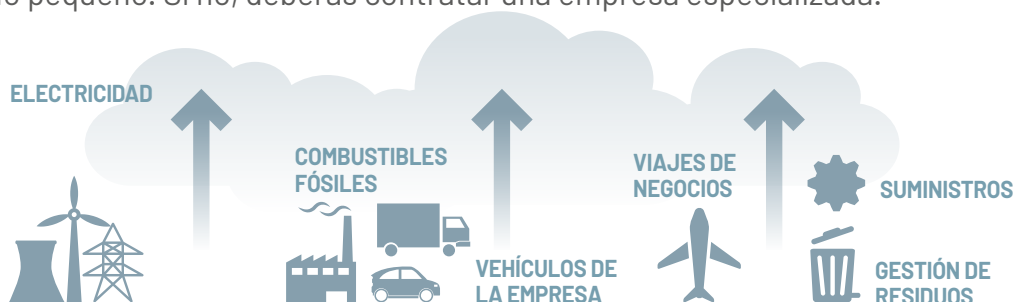 pequeño. Si no, deberás contratar una empresa especializada.
ELECTRICIDAD
COMBUSTIBLES
FÓSILES
VIAJES DE
NEGOCIOS
SUMINISTROS
VEHÍCULOS DE
LA EMPRESA
GESTIÓN DE
RESIDUOS